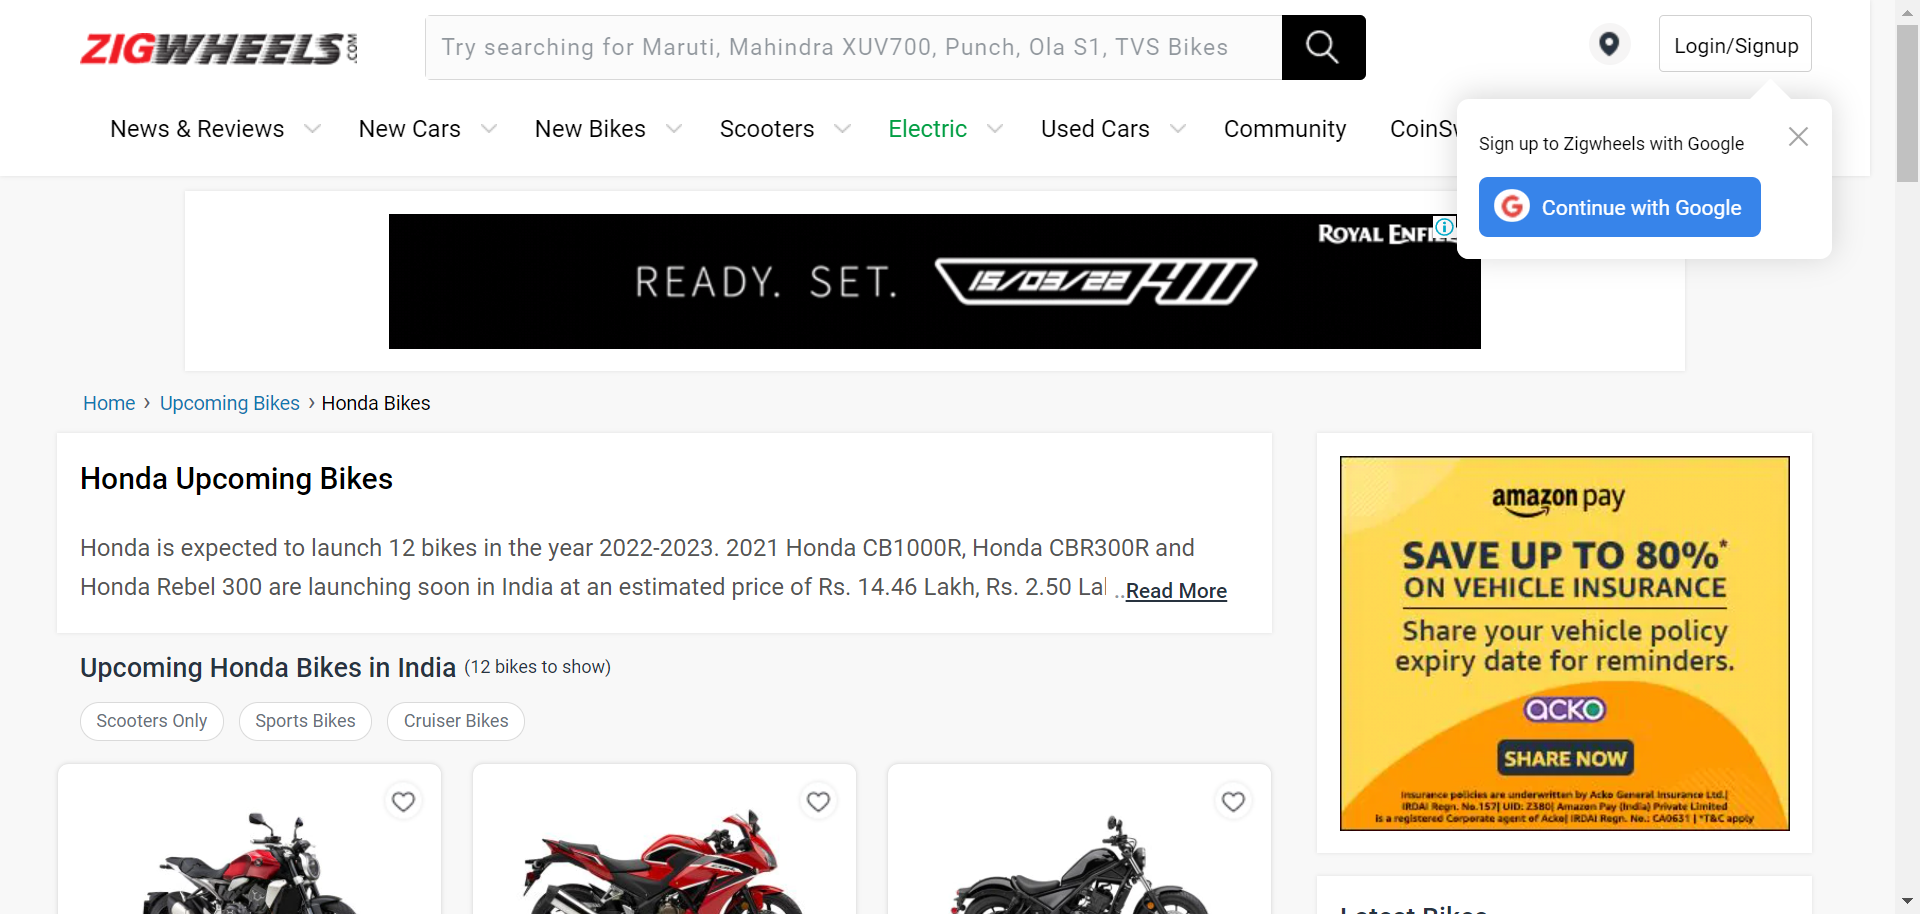 ZIGWHEELS.COM
Try searching for Maruti, Mahindra XUV700, Punch, Ola S1, TVS Bikes
Login/Signup
News & Reviews
New Cars
New Bikes
Scooters
Electric
Used Cars
Community
Sign up to Zigwheels with Google
Continue with Google
ROYAL
READY. SET. 15/03/22
Home › Upcoming Bikes › Honda Bikes
Honda Upcoming Bikes
Honda is expected to launch 12 bikes in the year 2022-2023. 2021 Honda CB1000R, Honda CBR300R and
Honda Rebel 300 are launching soon in India at an estimated price of Rs. 14.46 Lakh, Rs. 2.50 ..Read More
Upcoming Honda Bikes in India (12 bikes to show)
Scooters Only
Sports Bikes
Cruiser Bikes
amazon pay
SAVE UP TO 80%*
ON VEHICLE INSURANCE
Share your vehicle policy
expiry date for reminders.
acko
SHARE NOW
Insurance policies are underwritten by Acko General Insurance Ltd.|
IRDAI Regn. No.157| UID: 2380| Amazon Pay (India) Private Limited
is a registered Corporate agent of Acko| IRDAI Regn. No.: CA0631 | *T&C apply
Latest Bikes